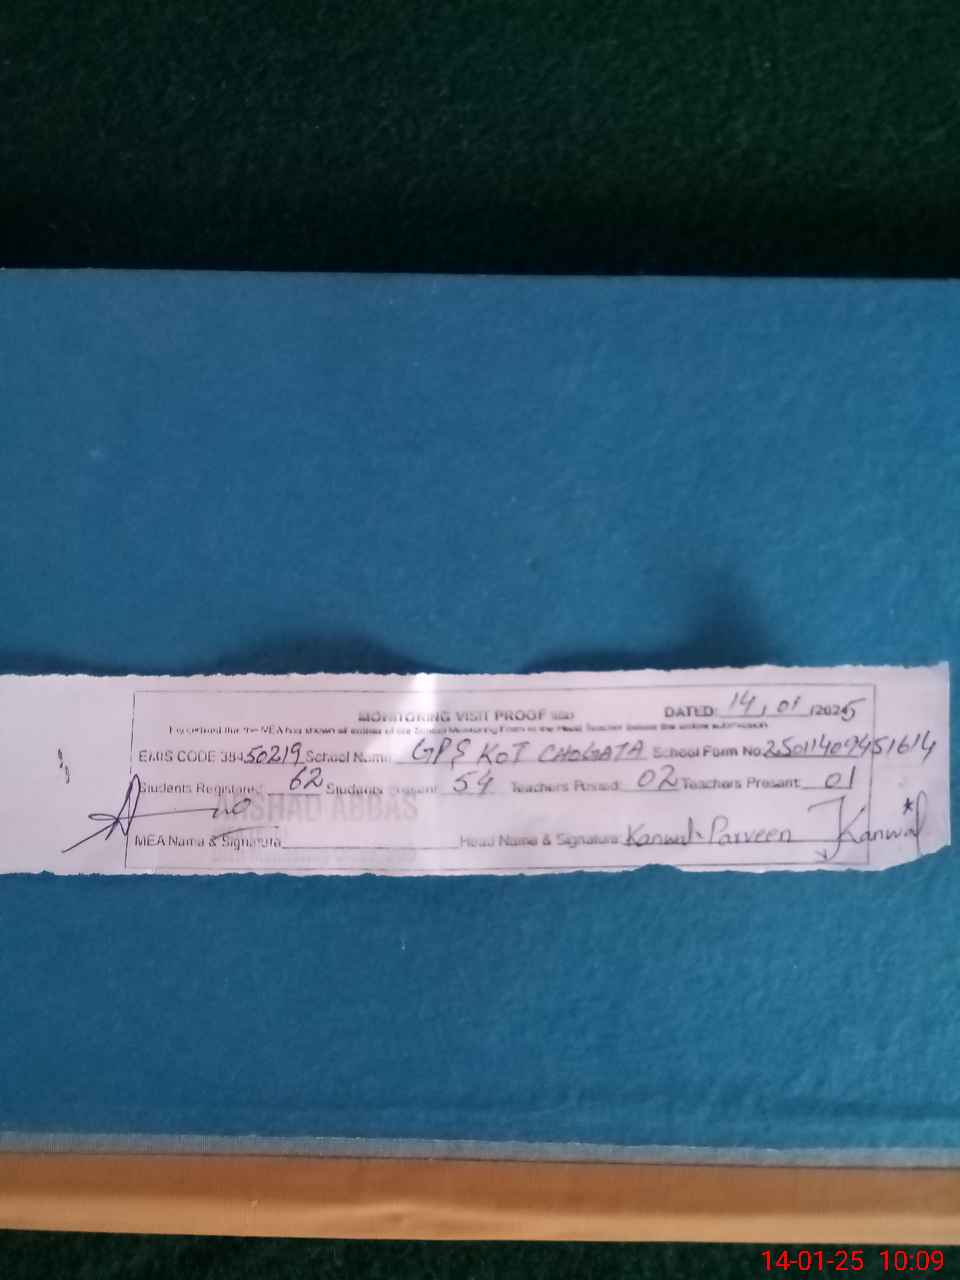 MONITORING VISIT PROOF DATED: 14,01/2025
EMIS CODE 38450219 School Name GPS KOT CHOGATA School Form No.
Students Registered 62 Students present 54 Teachers Posted: 02 Teachers Present: 01
ARSHAD ABBAS
MEA Name & Signature Head Name & Signature Kanwal Parveen Kanwal
14-01-25 10:09